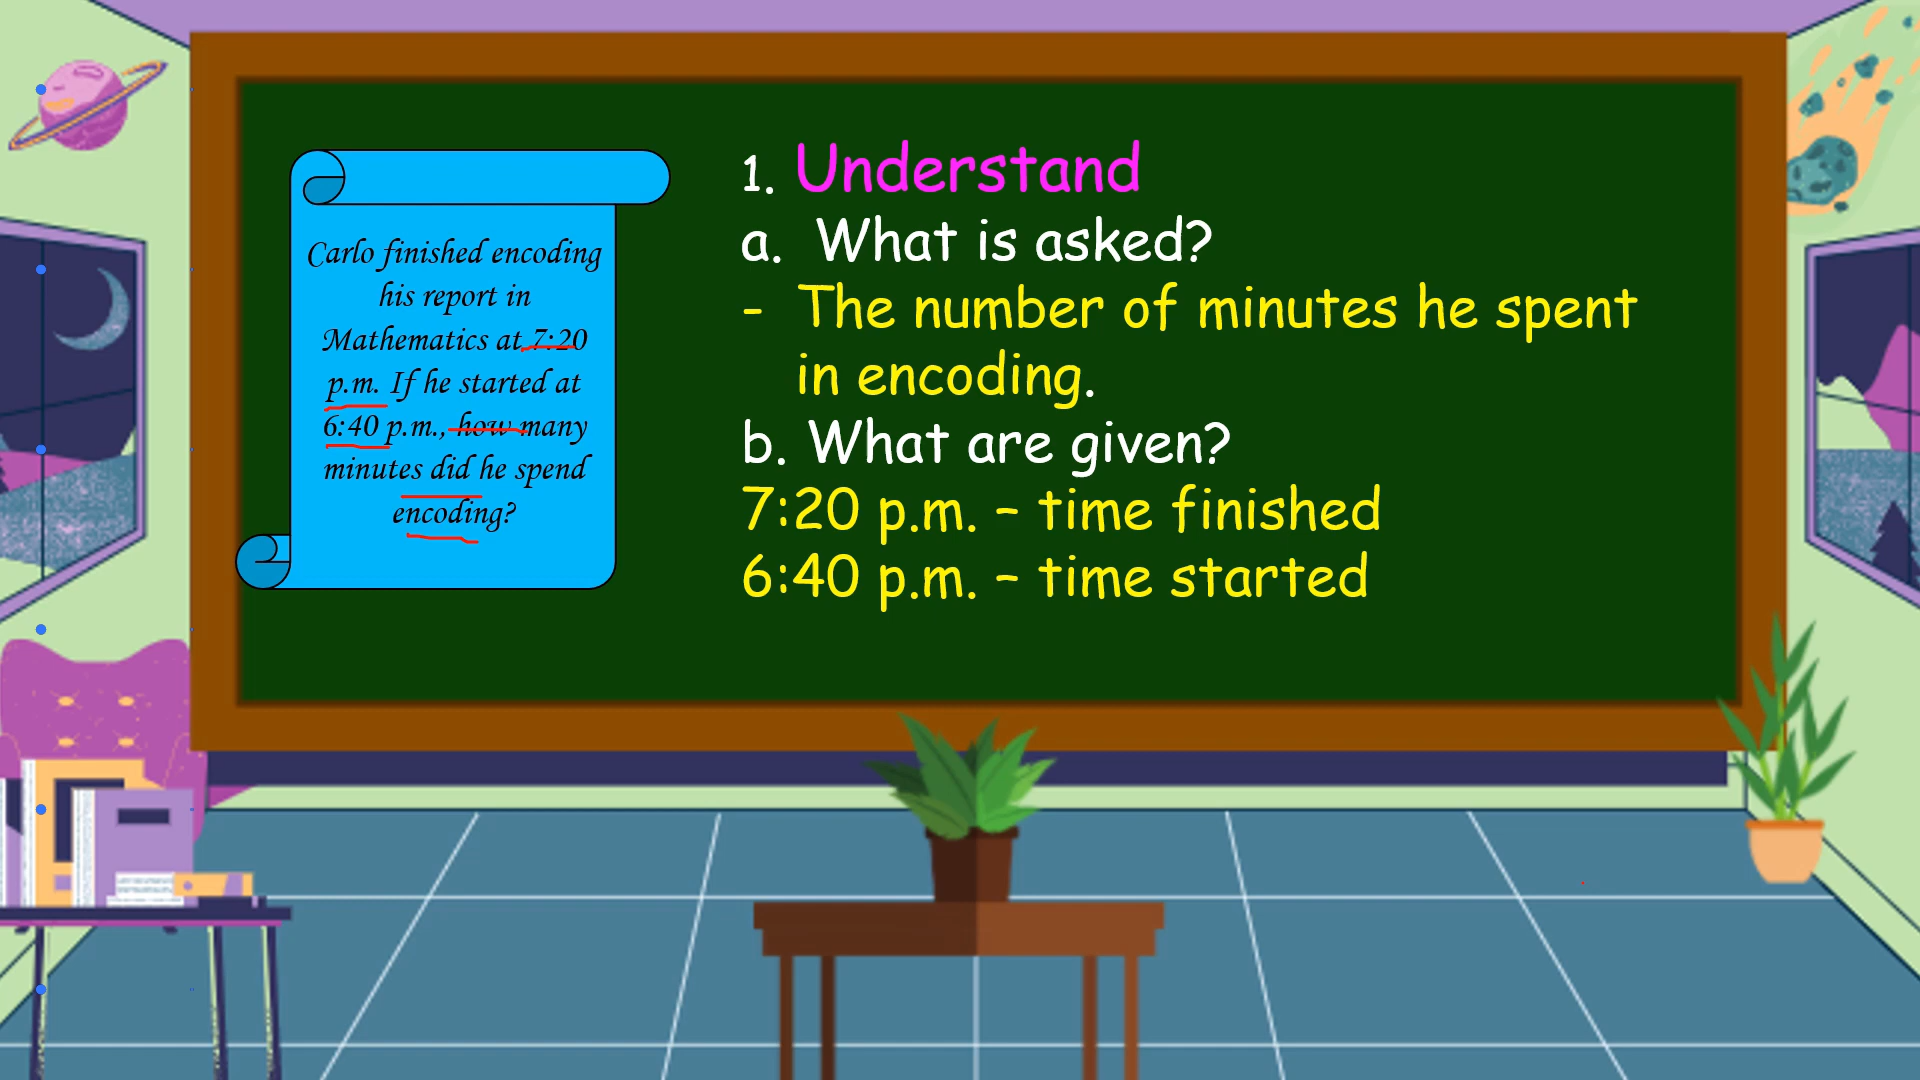 Carlo finished encoding
his report in
Mathematics at 7:20
p.m. If he started at
6:40 p.m., how many
minutes did he spend
encoding?
1. Understand
a. What is asked?
- The number of minutes he spent
in encoding.
b. What are given?
7:20 p.m. – time finished
6:40 p.m. – time started